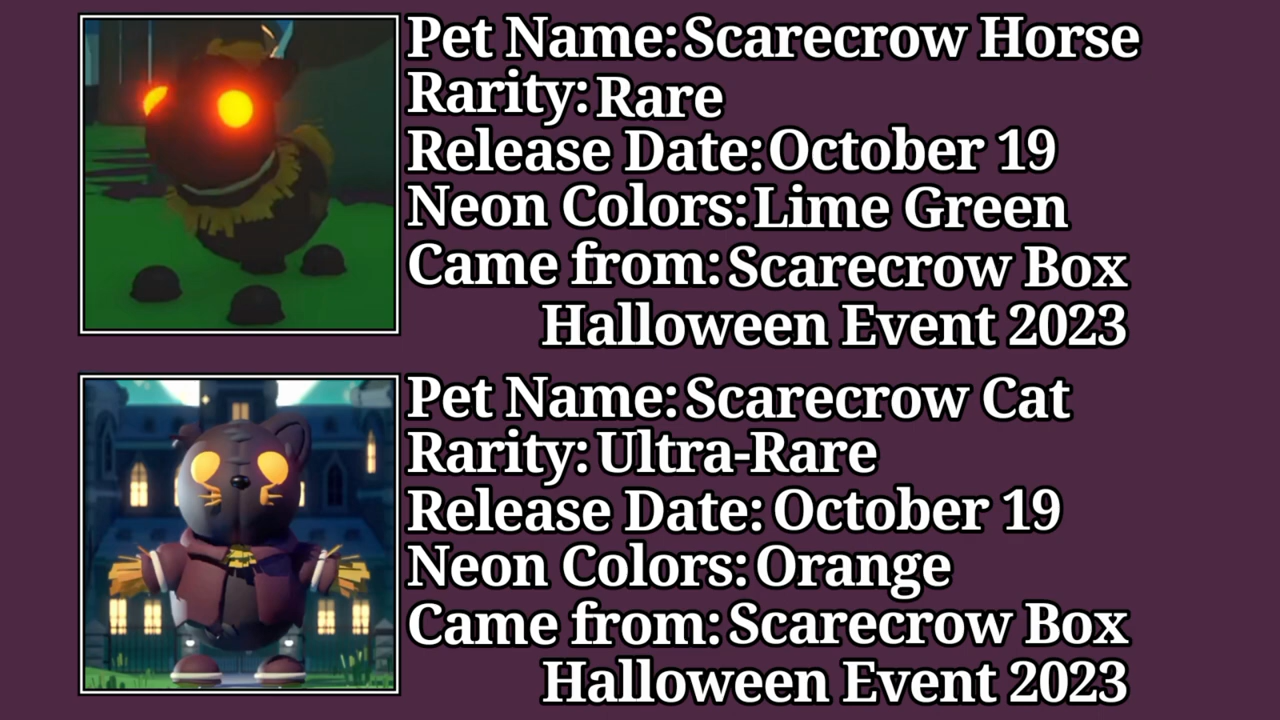 Pet Name: Scarecrow Horse
Rarity: Rare
Release Date: October 19
Neon Colors: Lime Green
Came from: Scarecrow Box
Halloween Event 2023
Pet Name: Scarecrow Cat
Rarity: Ultra-Rare
Release Date: October 19
Neon Colors: Orange
Came from: Scarecrow Box
Halloween Event 2023